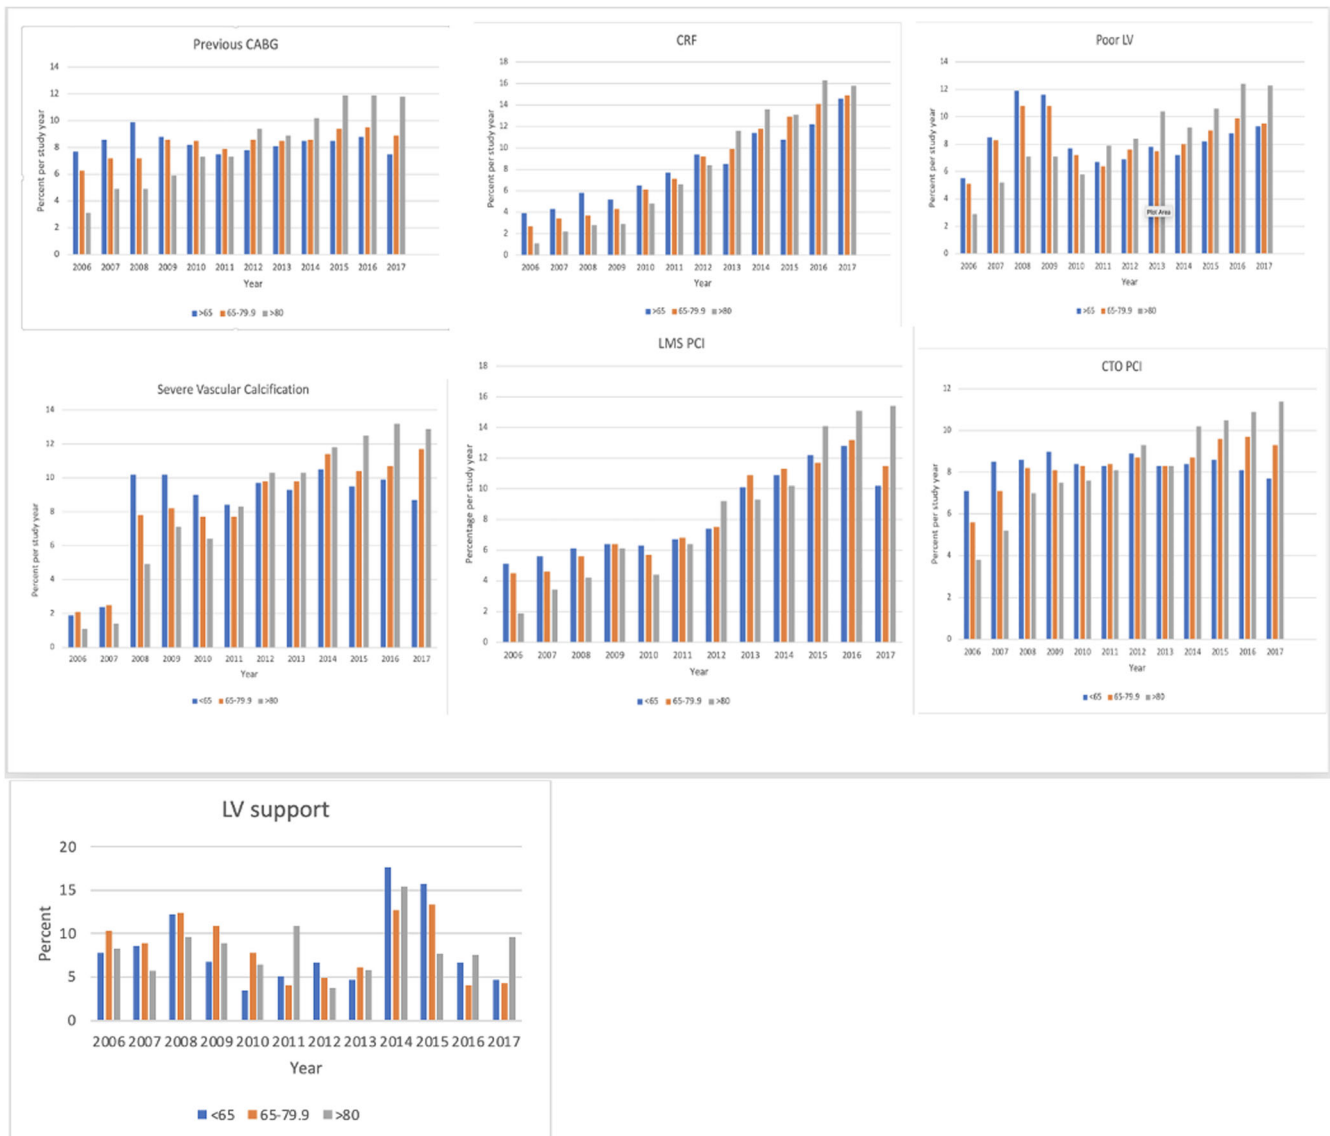 Previous CABG
14
12
10
8
6
4
2
0
Percent per study year
2006 2007 2008 2009 2010 2011 2012 2013 2014 2015 2016 2017
Year
>65 65-79.9 >80
CRF
18
16
14
12
10
8
6
4
2
0
Percent per study year
2006 2007 2008 2009 2010 2011 2012 2013 2014 2015 2016 2017
Year
>65 65-79.9 >80
Poor LV
14
12
10
8
6
4
2
0
Percent per study year
Plot Area
2006 2007 2008 2009 2010 2011 2012 2013 2014 2015 2016 2017
Year
>65 65-79.9 >80
Severe Vascular Calcification
14
12
10
8
6
4
2
0
Percent per study year
2006 2007 2008 2009 2010 2011 2012 2013 2014 2015 2016 2017
Year
<65 65-79.9 >80
LMS PCI
18
16
14
12
10
8
6
4
2
0
Percentage per study year
2006 2007 2008 2009 2010 2011 2012 2013 2014 2015 2016 2017
Year
<65 65-79.9 >80
CTO PCI
12
10
8
6
4
2
0
Percent per study year
2006 2007 2008 2009 2010 2011 2012 2013 2014 2015 2016 2017
Year
<65 65-79.9 >80
LV support
20
15
10
5
0
Percent
2006 2007 2008 2009 2010 2011 2012 2013 2014 2015 2016 2017
Year
<65 65-79.9 >80